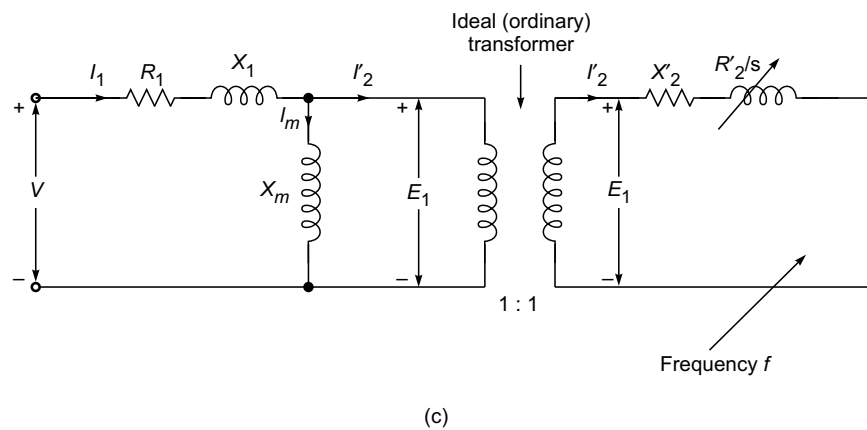 Ideal (ordinary)
transformer
I1 R1 X1 I'2 I'2 X'2 R'2/s
+ + +
Im
V Xm E1 E1
– – –
1 : 1
Frequency f
(c)